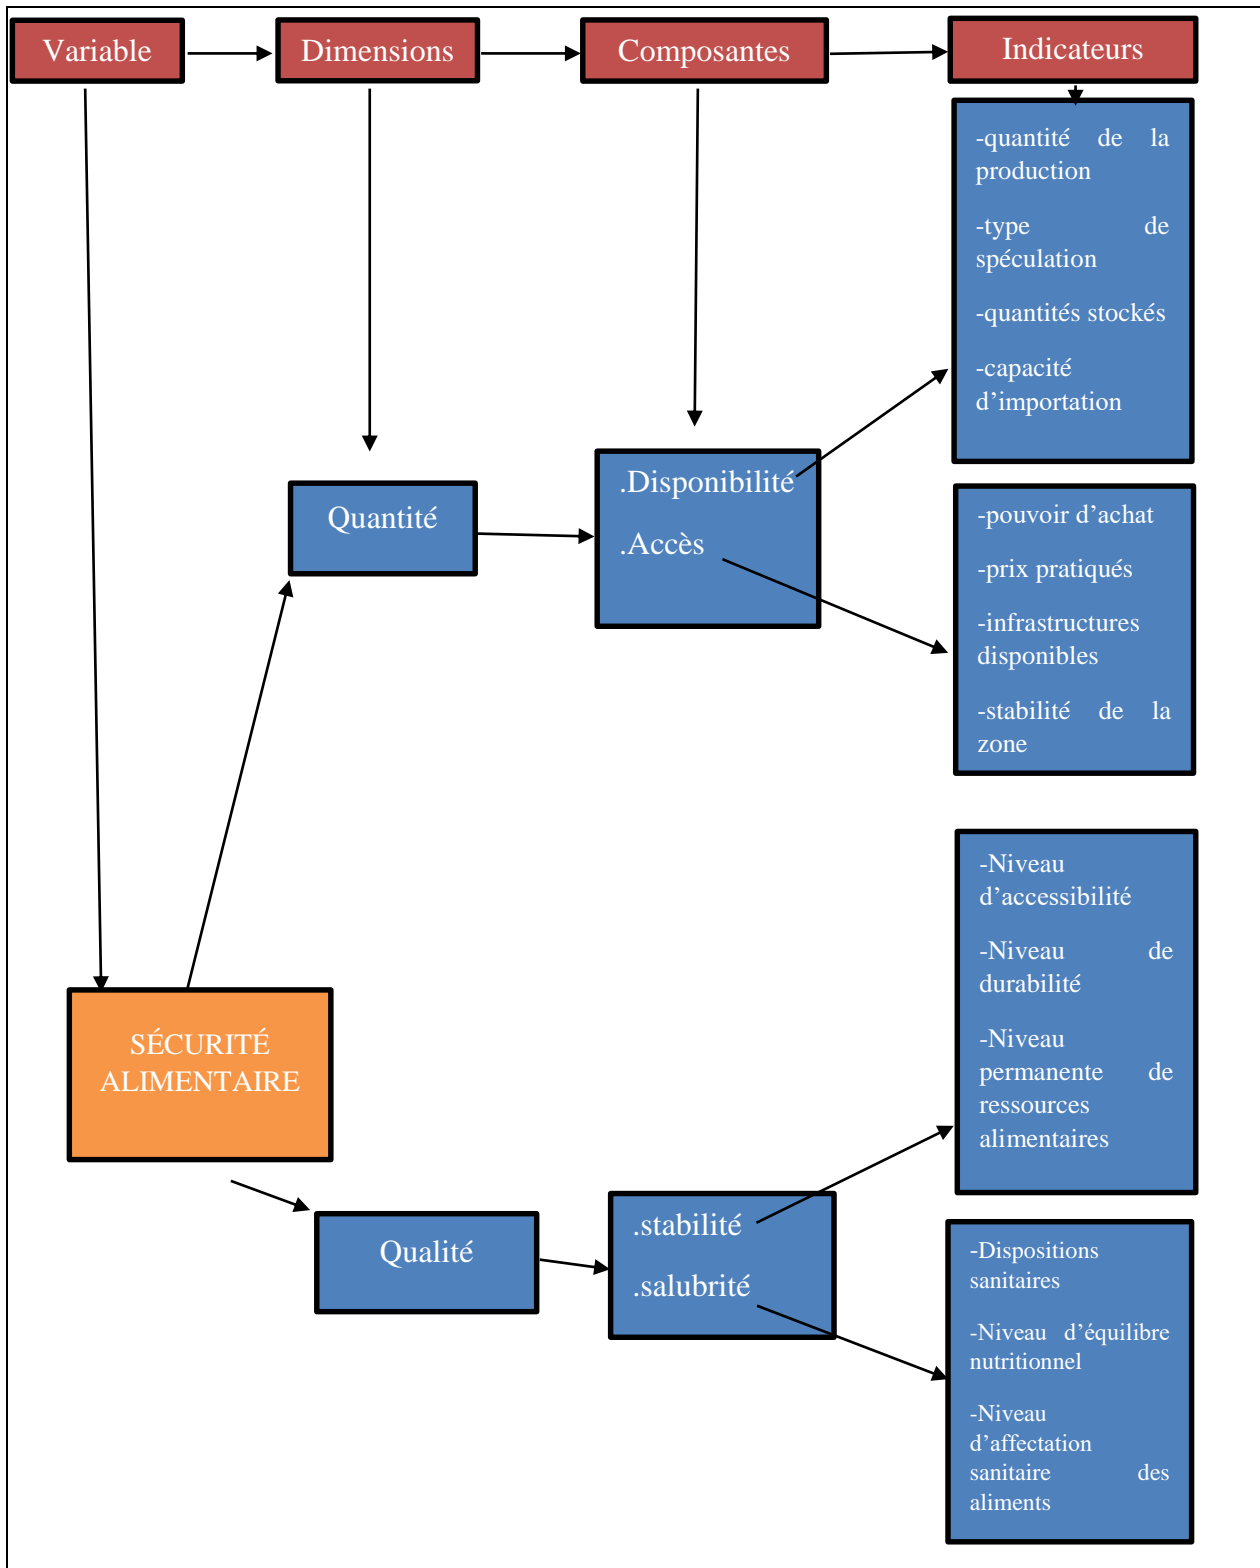 Variable
Dimensions
Composantes
Indicateurs
-quantité de la
production
-type de
spéculation
-quantités stockés
-capacité
d’importation
.Disponibilité
.Accès
Quantité
-pouvoir d’achat
-prix pratiqués
-infrastructures
disponibles
-stabilité de la
zone
-Niveau
d’accessibilité
-Niveau de
durabilité
-Niveau
permanente de
ressources
alimentaires
SÉCURITÉ
ALIMENTAIRE
Qualité
.stabilité
.salubrité
-Dispositions
sanitaires
-Niveau d’équilibre
nutritionnel
-Niveau
d’affectation
sanitaire des
aliments